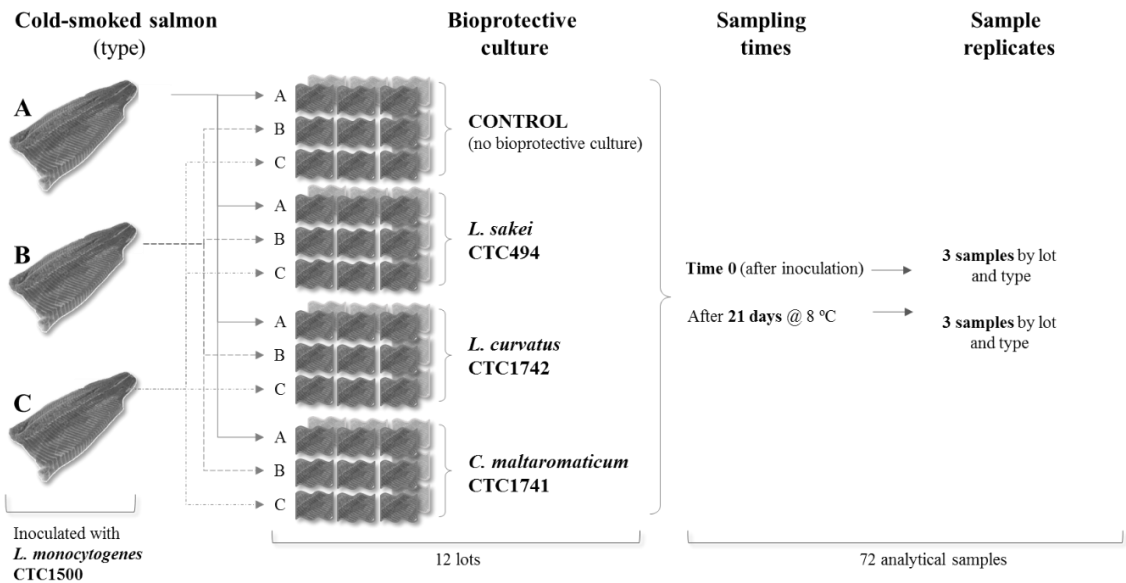 Cold-smoked salmon
(type)
Bioprotective
culture
Sampling
times
Sample
replicates
A
B
C
A
B
C
CONTROL
(no bioprotective culture)
A
B
C
L. sakei
CTC494
A
B
C
L. curvatus
CTC1742
A
B
C
C. maltaromaticum
CTC1741
Time 0 (after inoculation)
3 samples by lot
and type
After 21 days @ 8 ºC
3 samples by lot
and type
Inoculated with
L. monocytogenes
CTC1500
12 lots
72 analytical samples